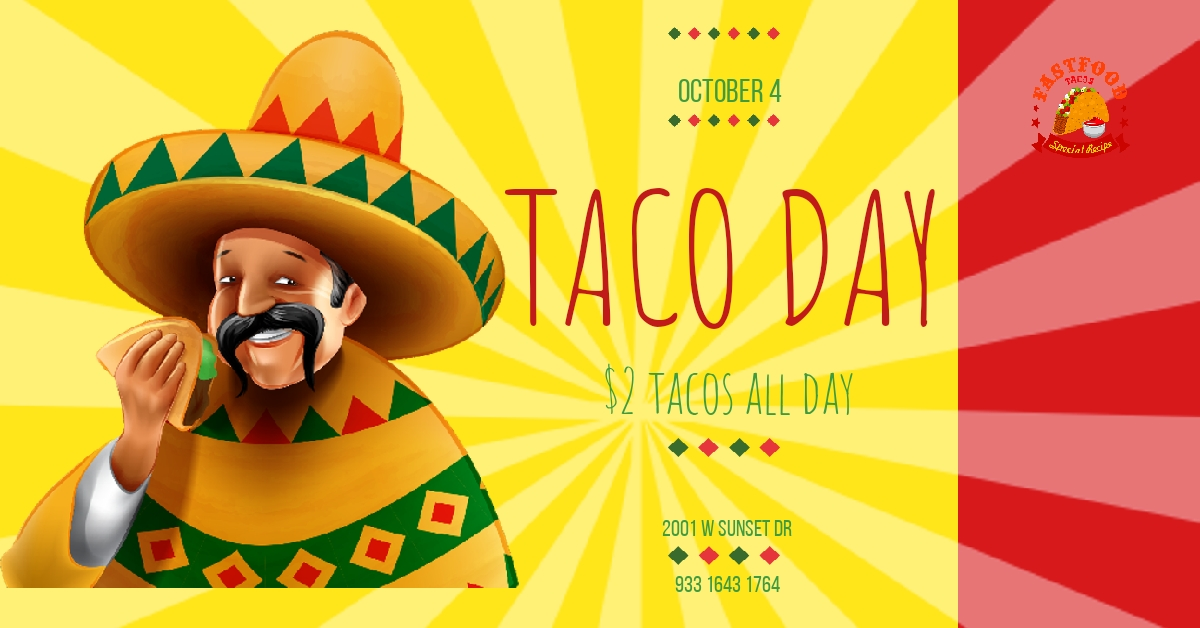 OCTOBER 4
TACO DAY
$2 TACOS ALL DAY
2001 W SUNSET DR
933 1643 1764
FASTFOOD
TACOS
Special Recipe